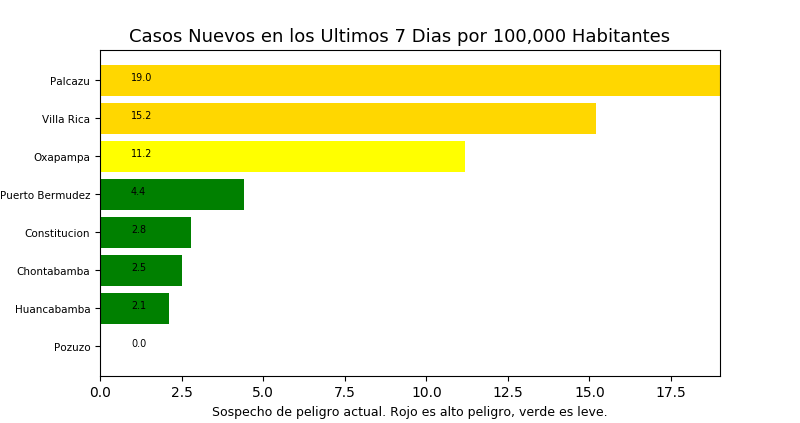 Casos Nuevos en los Ultimos 7 Dias por 100,000 Habitantes
Palcazu 19.0
Villa Rica 15.2
Oxapampa 11.2
Puerto Bermudez 4.4
Constitucion 2.8
Chontabamba 2.5
Huancabamba 2.1
Pozuzo 0.0
0.0 2.5 5.0 7.5 10.0 12.5 15.0 17.5
Sospecho de peligro actual. Rojo es alto peligro, verde es leve.